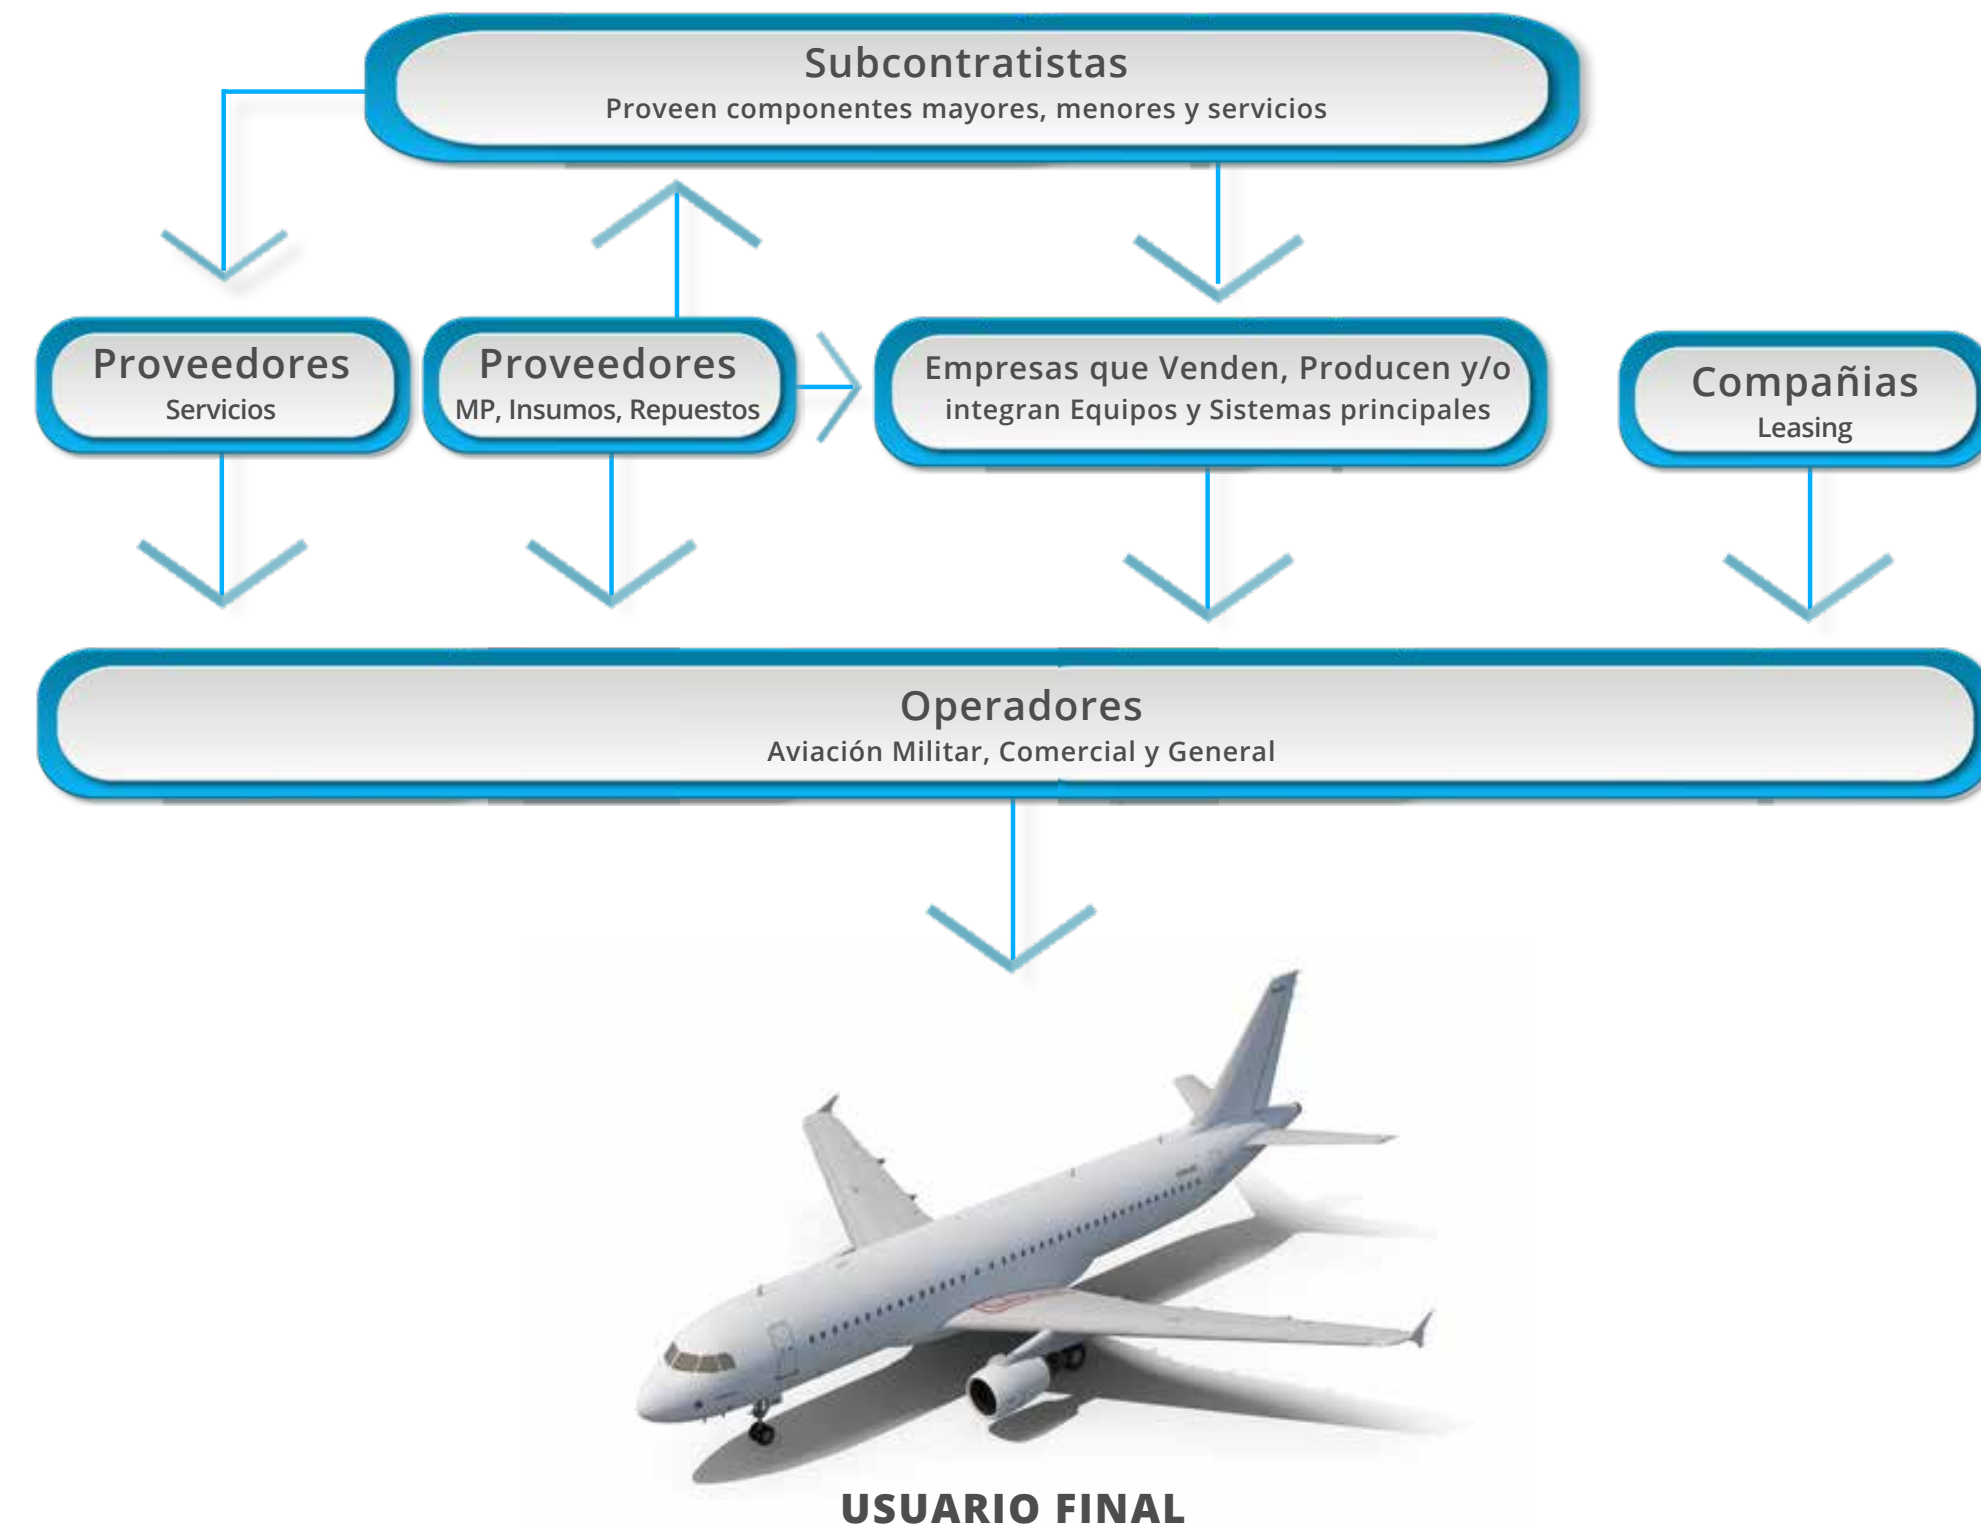 Subcontratistas
Proveen componentes mayores, menores y servicios
Proveedores
Servicios
Proveedores
MP, Insumos, Repuestos
Empresas que Venden, Producen y/o
integran Equipos y Sistemas principales
Compañias
Leasing
Operadores
Aviación Militar, Comercial y General
USUARIO FINAL